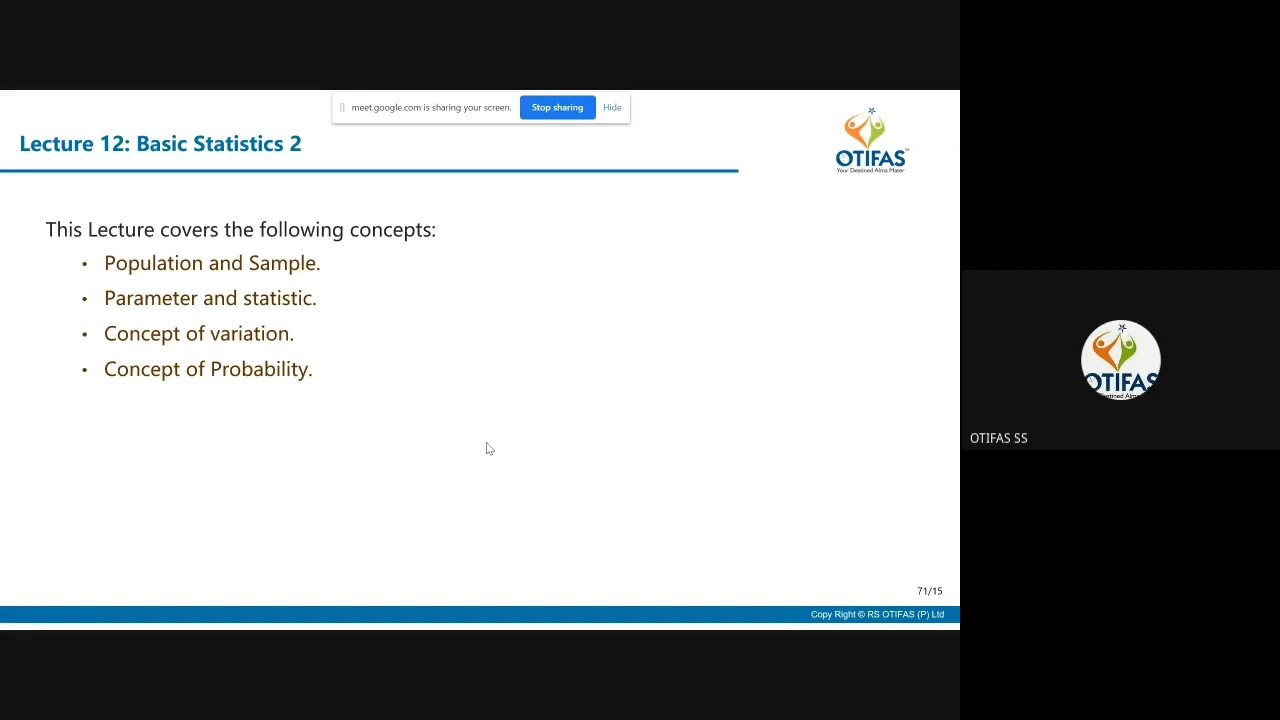 meet.google.com is sharing your screen. Stop sharing Hide
Lecture 12: Basic Statistics 2
OTIFAS™
Your Destined Alma Mater
This Lecture covers the following concepts:
• Population and Sample.
• Parameter and statistic.
• Concept of variation.
• Concept of Probability.
OTIFAS
OTIFAS SS
71/15
Copy Right © RS OTIFAS (P) Ltd